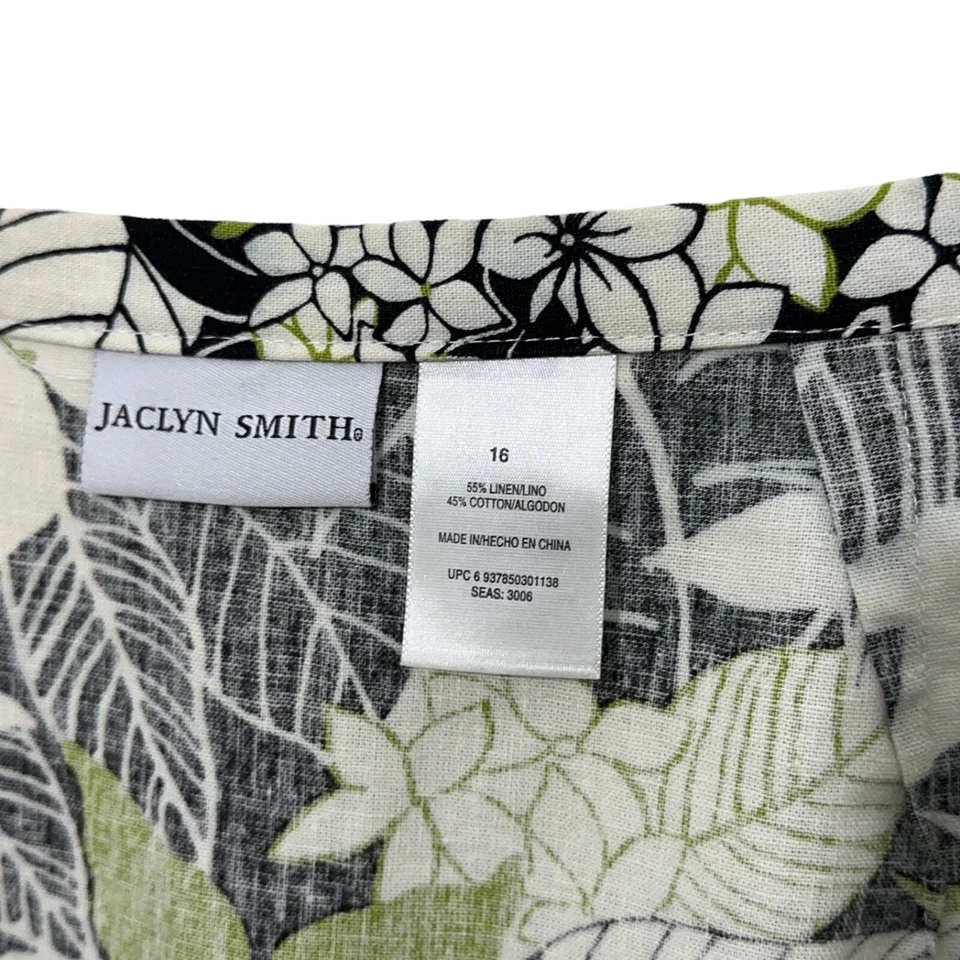 JACLYN SMITH®
16
55% LINEN/LINO
45% COTTON/ALGODON
MADE IN/HECHO EN CHINA
UPC 6 937850301138
SEAS: 3006